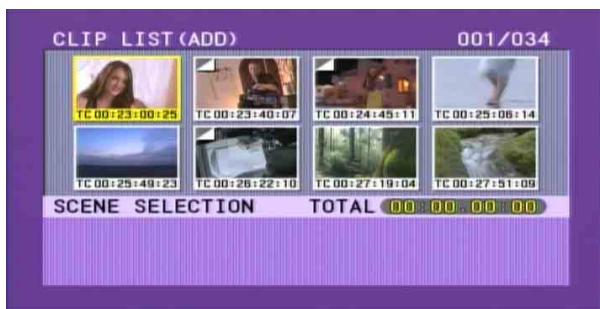 CLIP LIST(ADD) 001/034
TC 00:23:00:25 TC 00:23:40:07 TC 00:24:45:11 TC 00:25:06:14
TC 00:25:49:23 TC 00:26:22:10 TC 00:27:19:04 TC 00:27:51:09
SCENE SELECTION TOTAL 00:00.00:00